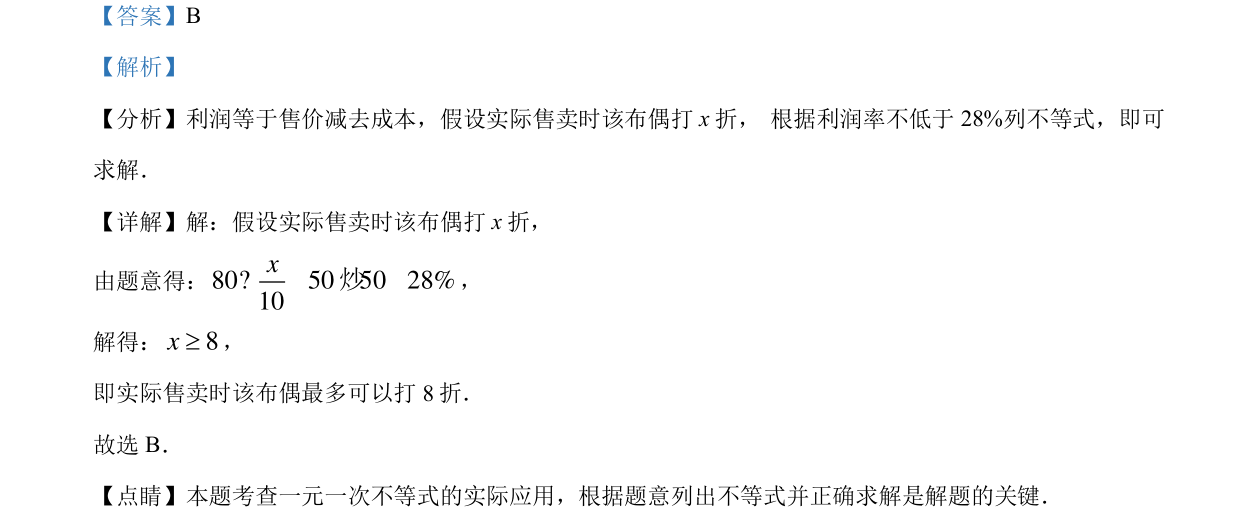 【答案】B
【解析】
【分析】利润等于售价减去成本，假设实际售卖时该布偶打 x 折， 根据利润率不低于 28%列不等式，即可
求解．
【详解】解：假设实际售卖时该布偶打 x 折，
由题意得：80? x/10 50 炒50 28%，
解得：x ≥ 8，
即实际售卖时该布偶最多可以打 8 折．
故选 B．
【点睛】本题考查一元一次不等式的实际应用，根据题意列出不等式并正确求解是解题的关键．